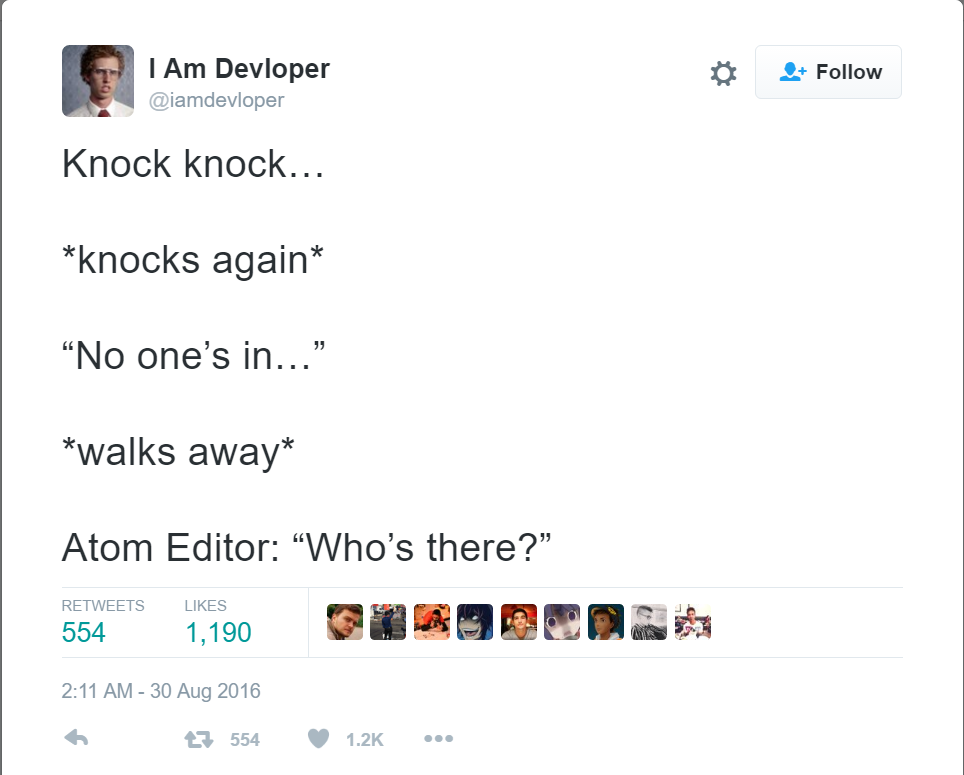 I Am Devloper
@iamdevloper
Follow
Knock knock…
*knocks again*
“No one’s in…”
*walks away*
Atom Editor: “Who’s there?”
RETWEETS LIKES
554 1,190
2:11 AM - 30 Aug 2016
554 1.2K